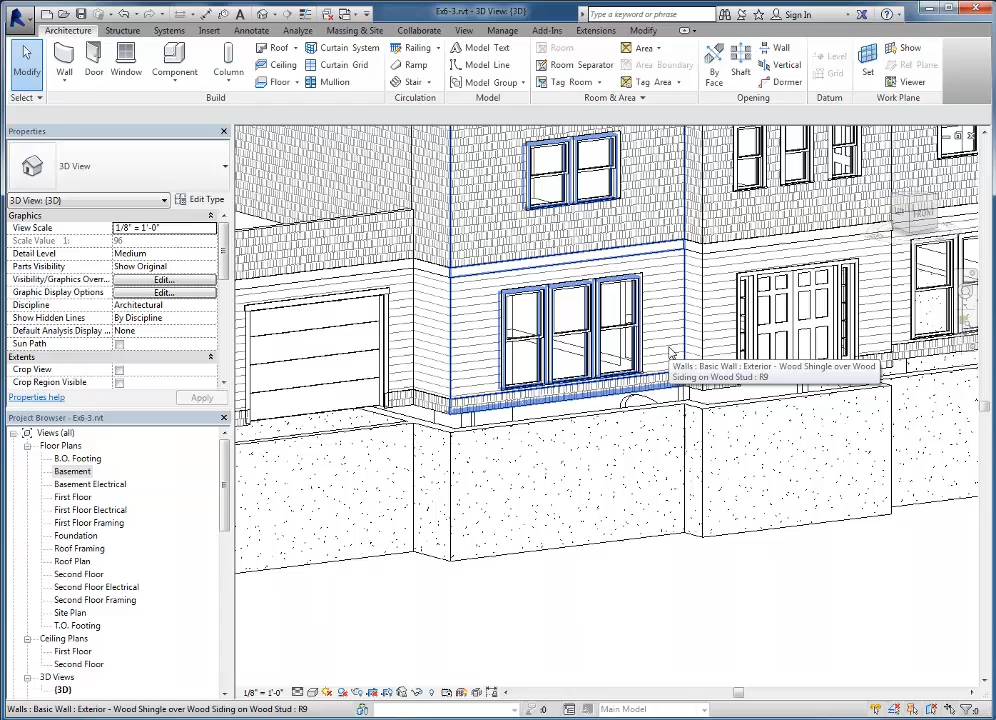 Ex6-3.rvt - 3D View: {3D}
Type a keyword or phrase
Sign In
Architecture Structure Systems Insert Annotate Analyze Massing & Site Collaborate View Manage Add-Ins Extensions Modify
Modify
Wall
Door
Window
Component
Column
Roof
Ceiling
Floor
Curtain System
Curtain Grid
Mullion
Railing
Ramp
Stair
Model Text
Model Line
Model Group
Room
Room Separator
Tag Room
Area
Area Boundary
Tag Area
By Face
Shaft
Wall
Vertical
Dormer
Level
Grid
Set
Show
Ref Plane
Viewer
Select Build Circulation Model Room & Area Opening Datum Work Plane
Properties
3D View
3D View: {3D}
Edit Type
Graphics
View Scale 1/8" = 1'-0"
Scale Value 1: 96
Detail Level Medium
Parts Visibility Show Original
Visibility/Graphics Over... Edit...
Graphic Display Options Edit...
Discipline Architectural
Show Hidden Lines By Discipline
Default Analysis Display ... None
Sun Path
Extents
Crop View
Crop Region Visible
Properties help
Apply
Project Browser - Ex6-3.rvt
Views (all)
Floor Plans
B.O. Footing
Basement
Basement Electrical
First Floor
First Floor Electrical
First Floor Framing
Foundation
Roof Framing
Roof Plan
Second Floor
Second Floor Electrical
Second Floor Framing
Site Plan
T.O. Footing
Ceiling Plans
First Floor
Second Floor
3D Views
{3D}
FRONT
Walls : Basic Wall : Exterior - Wood Shingle over Wood
Siding on Wood Stud : R9
1/8" = 1'-0"
Walls : Basic Wall : Exterior - Wood Shingle over Wood Siding on Wood Stud : R9
:0
Main Model
:0